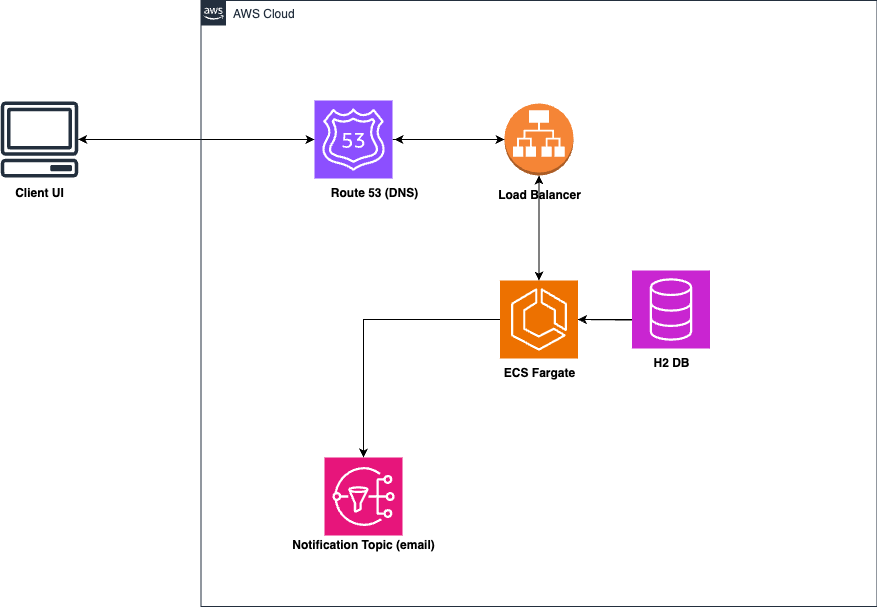 aws
AWS Cloud
53
Client UI
Route 53 (DNS)
Load Balancer
ECS Fargate
H2 DB
Notification Topic (email)